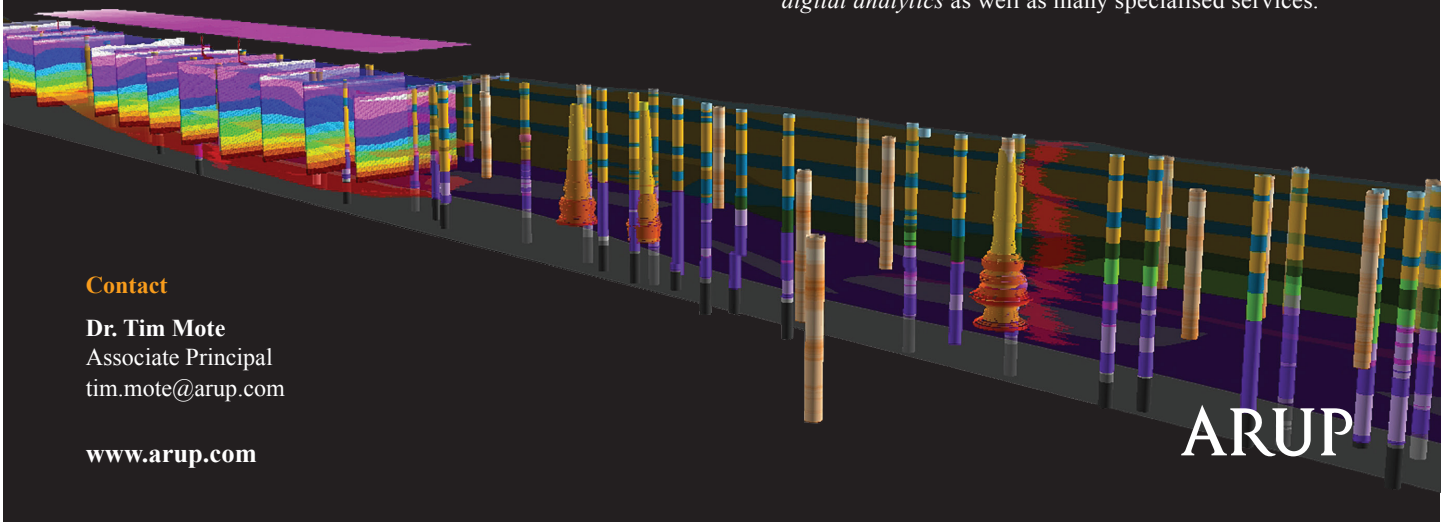 digital analytics as well as many specialised services.
Contact
Dr. Tim Mote
Associate Principal
tim.mote@arup.com
www.arup.com
ARUP